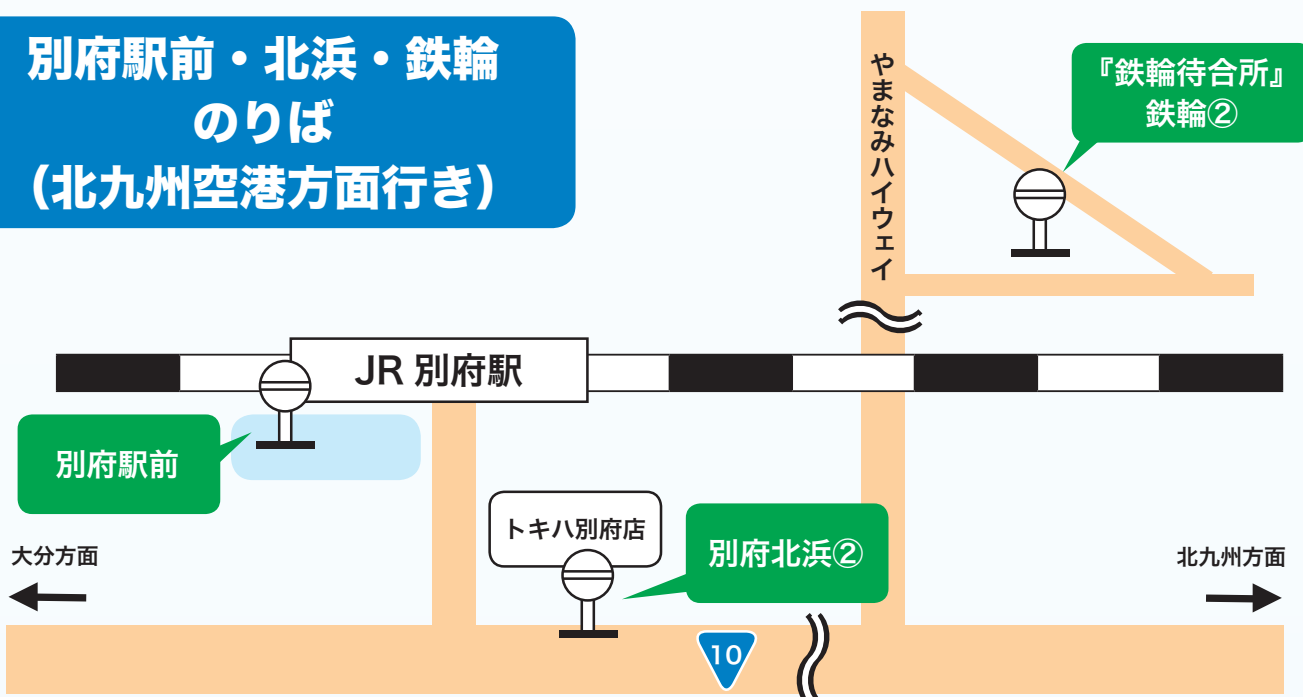 別府駅前・北浜・鉄輪
のりば
(北九州空港方面行き)
やまなみハイウェイ
『鉄輪待合所』
鉄輪②
JR 別府駅
別府駅前
トキハ別府店
別府北浜②
大分方面
北九州方面
10